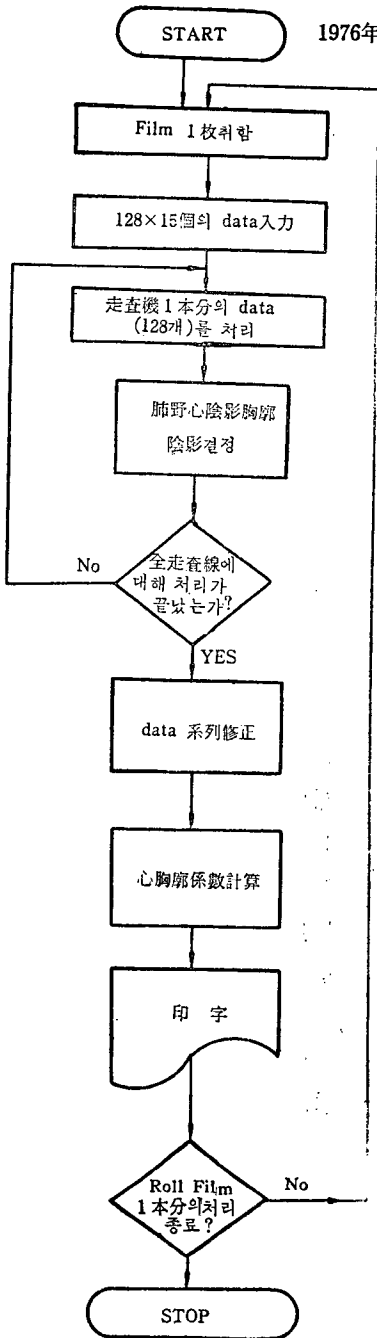 START
1976年
Film 1枚취함
128×15個의 data入力
走査機1本分의 data
(128개)를 처리
肺野心陰影胸廓
陰影결정
全走査線에
대해 처리가
끝났는가?
No
YES
data 系列修正
心胸廓係數計算
印 字
Roll Film
1本分의처리
종료?
No
STOP